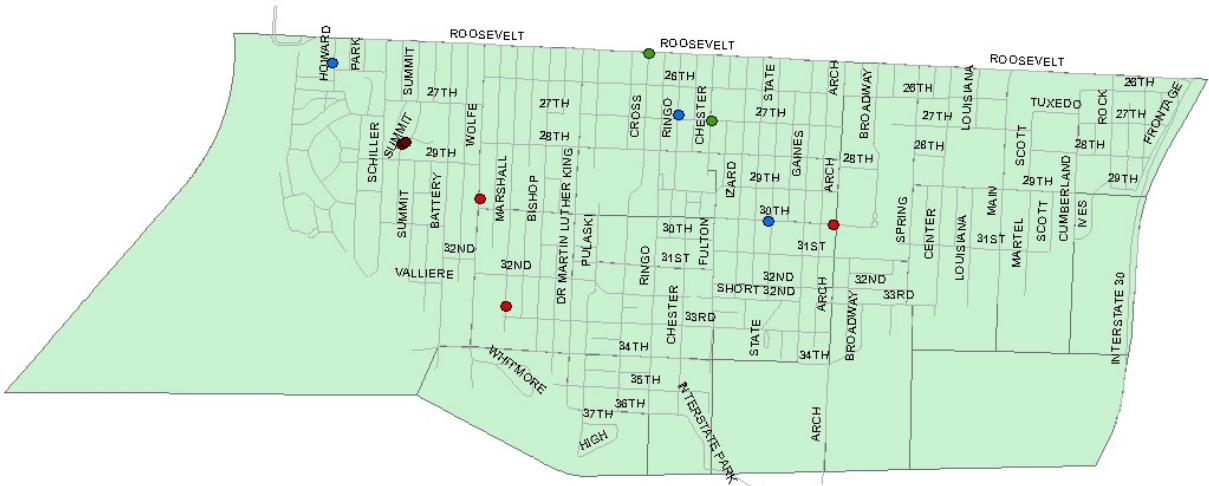 ROOSEVELT
ROOSEVELT
ROOSEVELT
HOWARD
PARK
SUMMIT
26TH
STATE
ARCH
BROADWAY
26TH
LOUISIANA
26TH
27TH
WOLFE
27TH
CROSS
RINGO
CHESTER
27TH
27TH
TUXEDO
ROCK
27TH
FRONTAGE
SCHILLER
SUMMIT
29TH
28TH
GAINES
28TH
28TH
SCOTT
28TH
SUMMIT
BATTERY
MARSHALL
BISHOP
DR MARTIN LUTHER KING
PULASKI
IZARD
29TH
ARCH
29TH
29TH
30TH
30TH
FULTON
31ST
SPRING
CENTER
LOUISIANA
31ST
MAIN
MARTEL
SCOTT
CUMBERLAND
IVES
32ND
32ND
RINGO
31ST
VALLIERE
32ND
32ND
SHORT 32ND
33RD
ARCH
BROADWAY
CHESTER
33RD
STATE
INTERSTATE 30
WHITMORE
34TH
34TH
35TH
36TH
37TH
HIGH
INTERSTATE PARK
ARCH